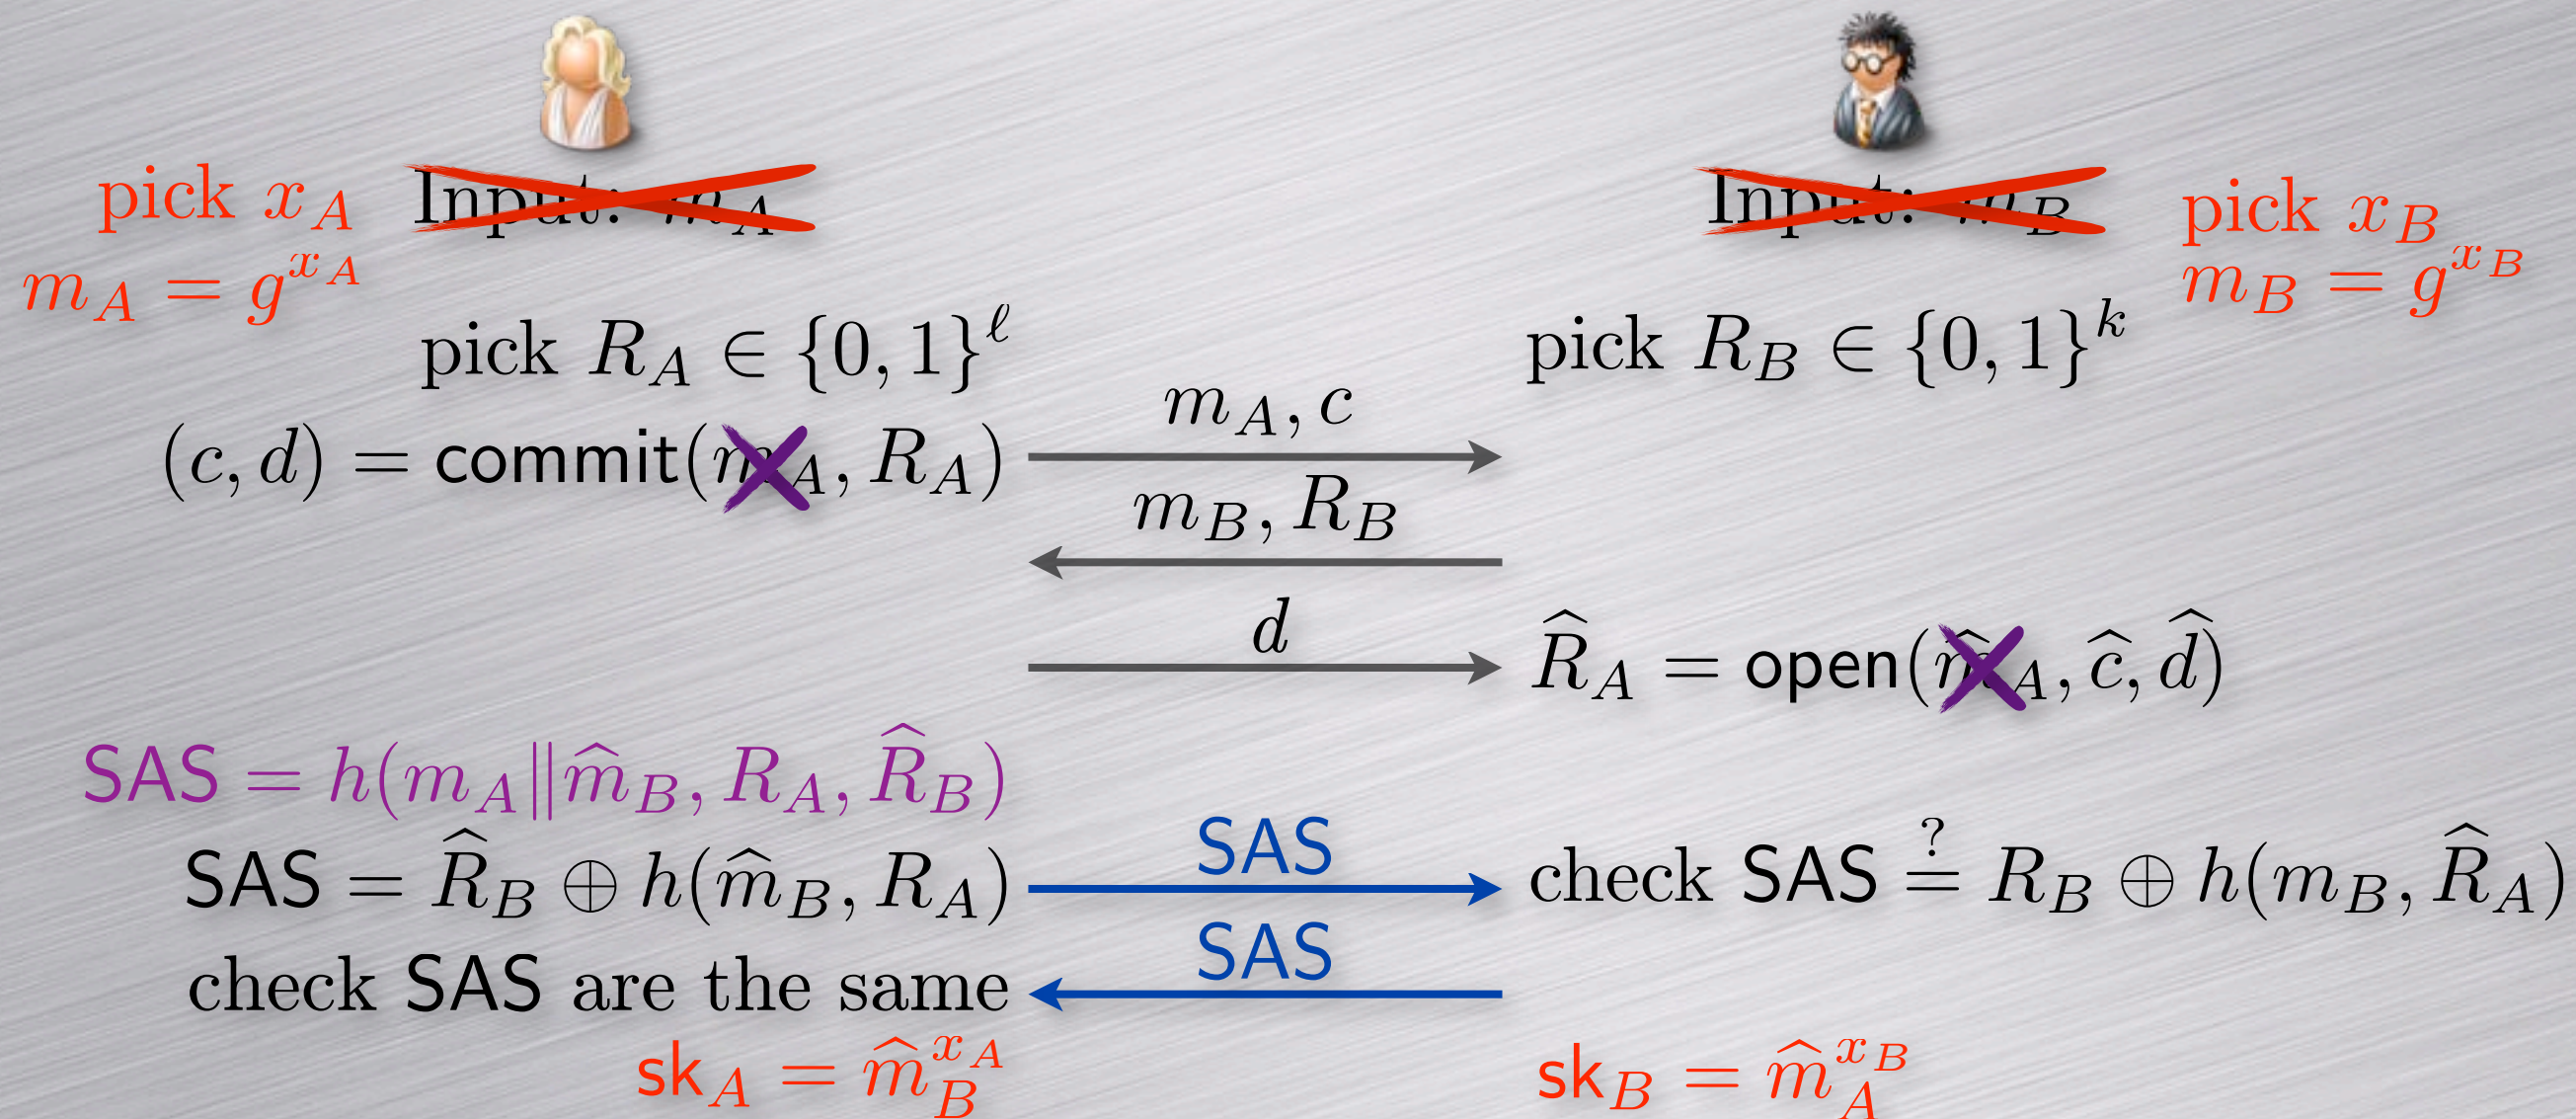 pick x_A
Input: m_A
Input: m_B
pick x_B
m_A = g^{x_A}
m_B = g^{x_B}
pick R_A ∈ {0, 1}^ℓ
pick R_B ∈ {0, 1}^k
m_A, c
(c, d) = commit(m_A, R_A)
m_B, R_B
d
R̂_A = open(m̂_A, ĉ, d̂)
SAS = h(m_A‖m̂_B, R_A, R̂_B)
SAS = R̂_B ⊕ h(m̂_B, R_A)
SAS
check SAS ≟ R_B ⊕ h(m_B, R̂_A)
check SAS are the same
SAS
sk_A = m̂_B^{x_A}
sk_B = m̂_A^{x_B}